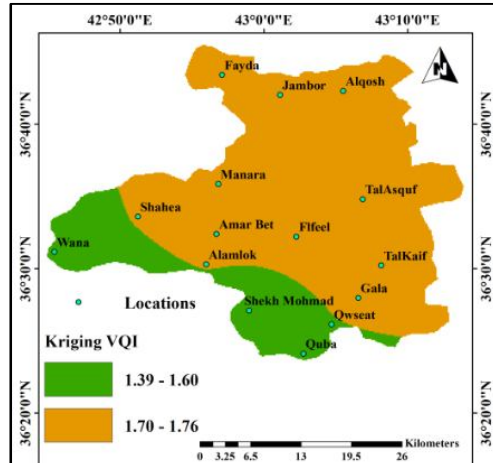 42°50'0"E 43°0'0"E 43°10'0"E
N
36°40'0"N 36°40'0"N
36°30'0"N 36°30'0"N
36°20'0"N 36°20'0"N
Fayda
Jambor
Alqosh
Manara
TalAsquf
Shahea
Amar Bet
Flfeel
Wana
Alamlok
TalKaif
Gala
Shekh Mohmad
Qwseat
Quba
Locations
Kriging VQI
1.39 - 1.60
1.70 - 1.76
Kilometers
0 3.25 6.5 13 19.5 26